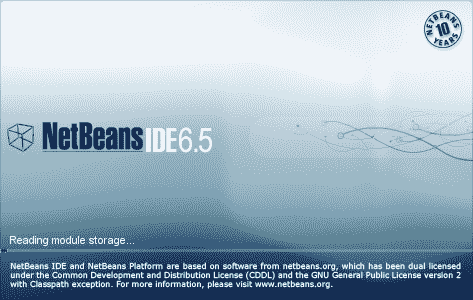 NETBEANS
10
YEARS
NetBeans IDE 6.5
Reading module storage...
NetBeans IDE and NetBeans Platform are based on software from netbeans.org, which has been dual licensed
under the Common Development and Distribution License (CDDL) and the GNU General Public License version 2
with Classpath exception. For more information, please visit www.netbeans.org.